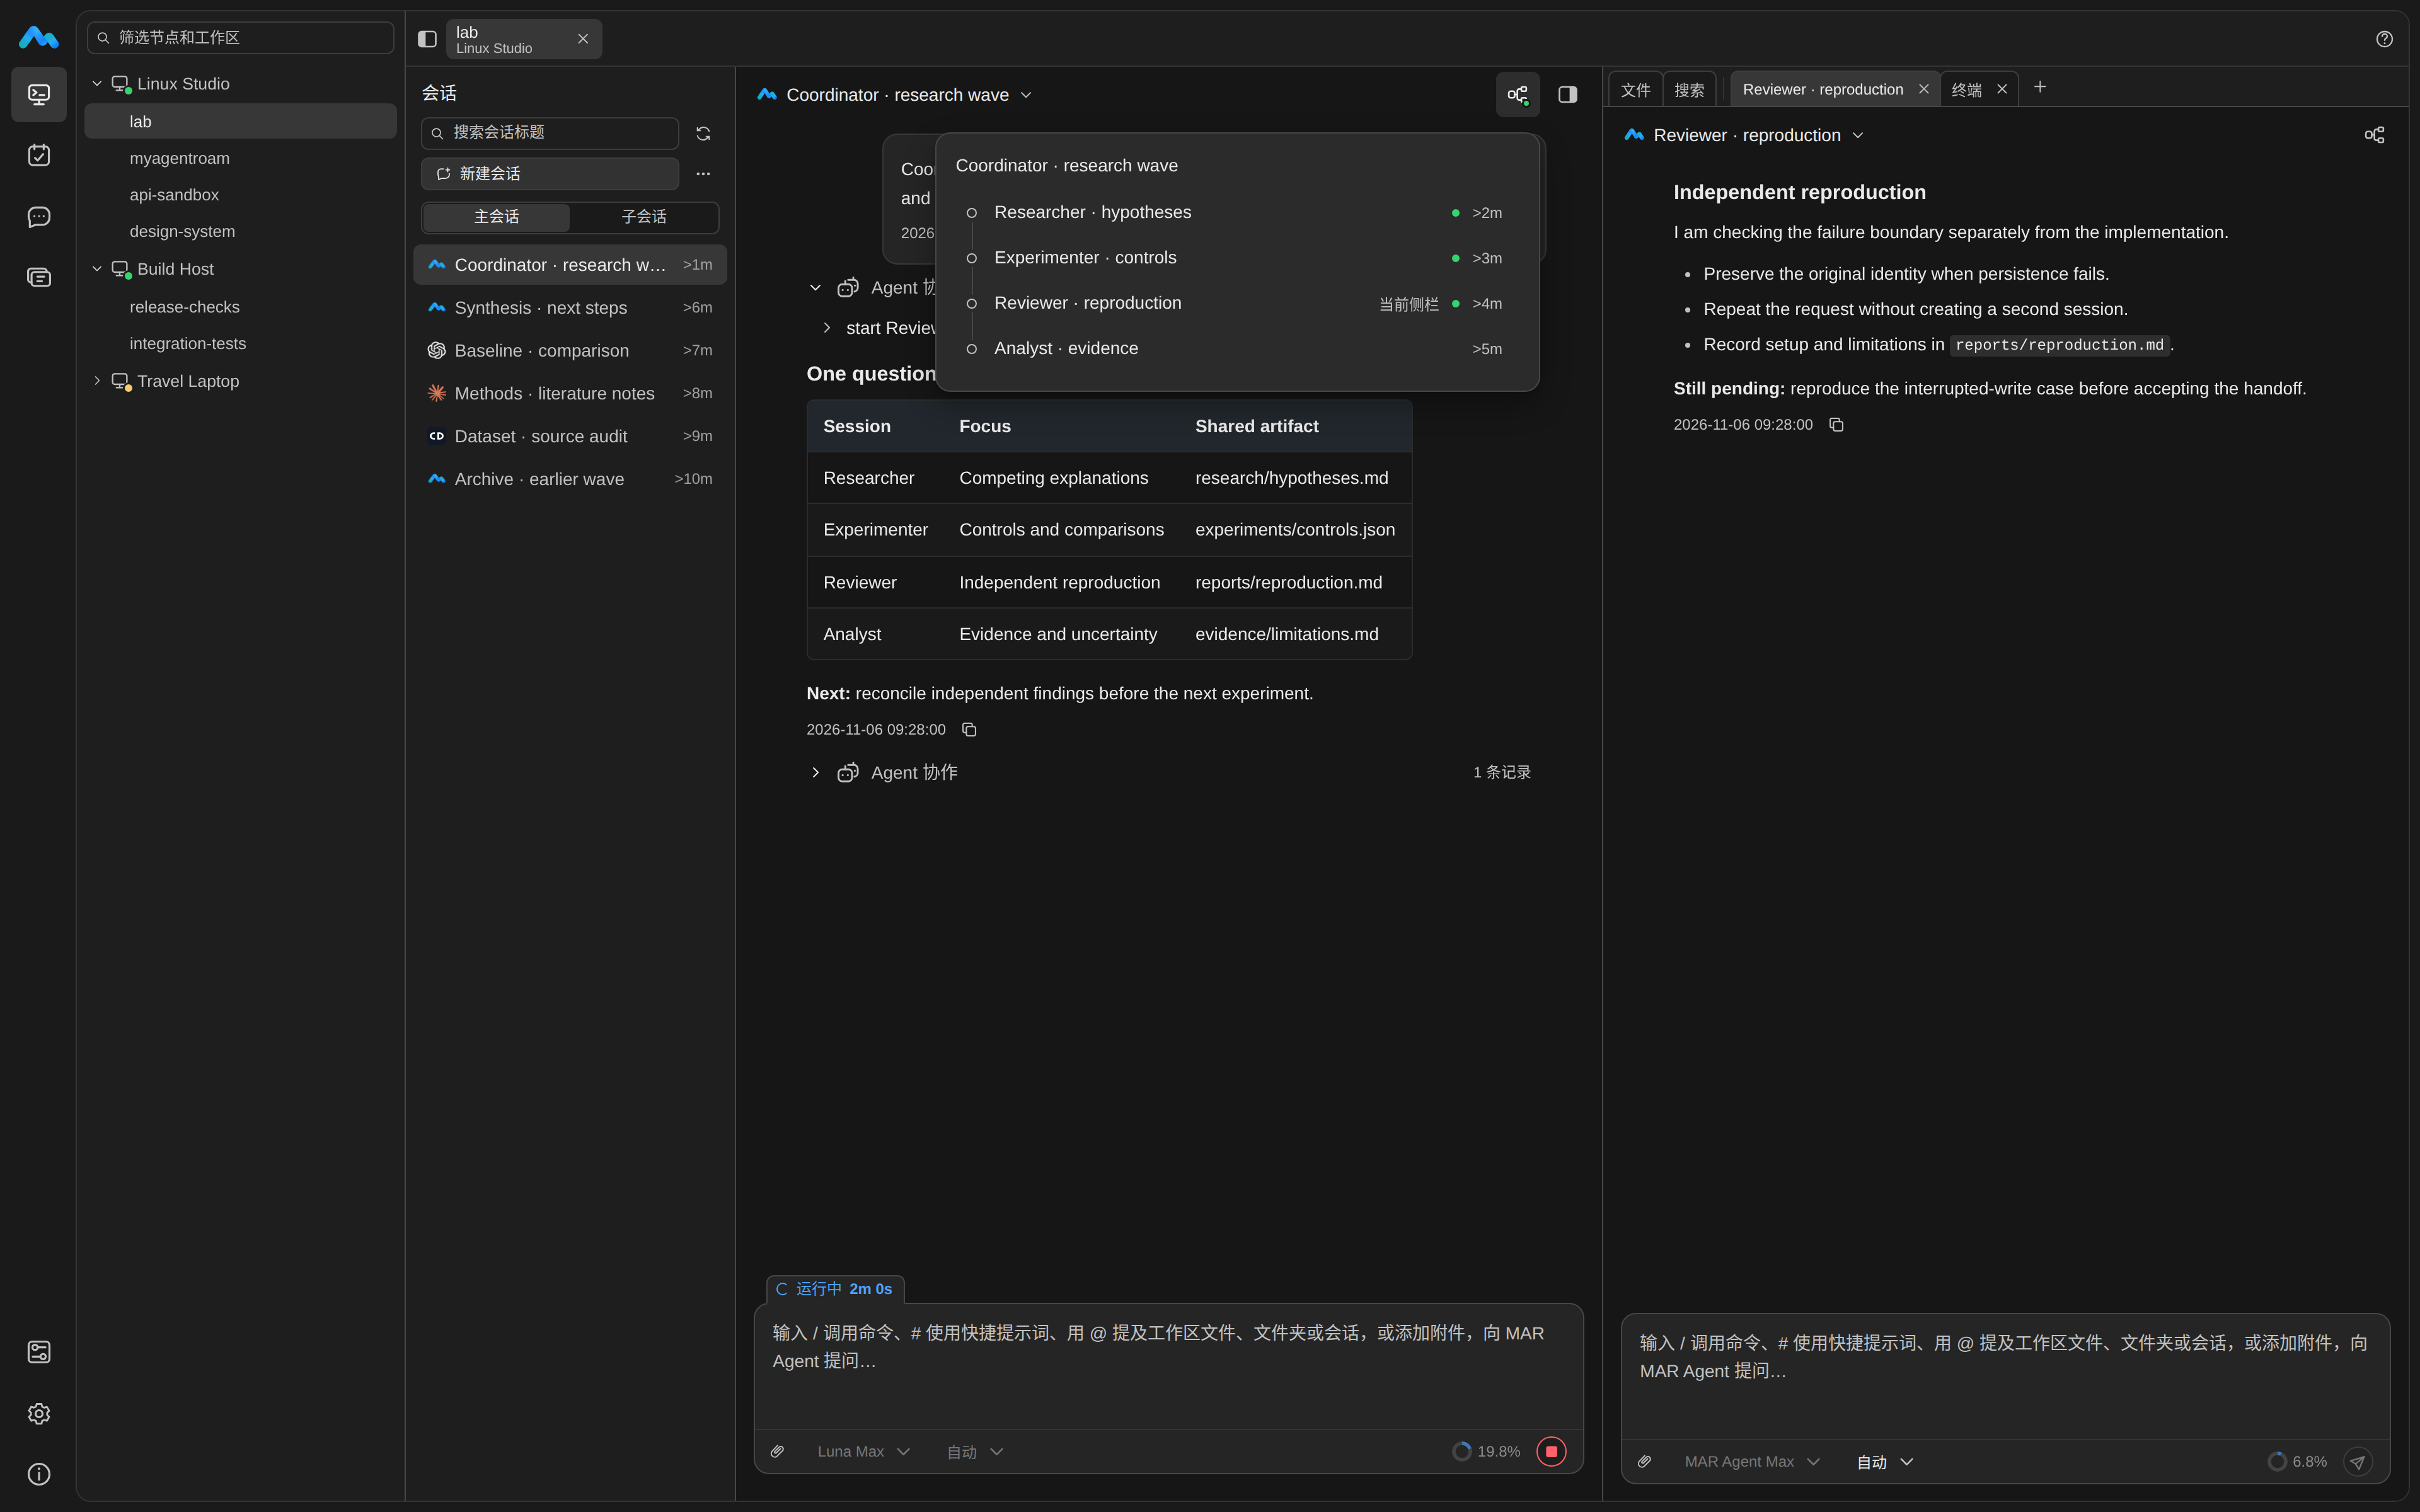 筛选节点和工作区
Linux Studio
lab
myagentroam
api-sandbox
design-system
Build Host
release-checks
integration-tests
Travel Laptop
lab
Linux Studio
会话
搜索会话标题
新建会话
主会话
子会话
Coordinator · research w… >1m
Synthesis · next steps >6m
Baseline · comparison >7m
Methods · literature notes >8m
Dataset · source audit >9m
Archive · earlier wave >10m
Coordinator · research wave
and
2026
Coordinator · research wave
Researcher · hypotheses >2m
Experimenter · controls >3m
Reviewer · reproduction 当前侧栏 >4m
Analyst · evidence >5m
Agent
start
One question
Session Focus Shared artifact
Researcher Competing explanations research/hypotheses.md
Experimenter Controls and comparisons experiments/controls.json
Reviewer Independent reproduction reports/reproduction.md
Analyst Evidence and uncertainty evidence/limitations.md
Next: reconcile independent findings before the next experiment.
2026-11-06 09:28:00
Agent 协作 1 条记录
运行中 2m 0s
输入 / 调用命令、# 使用快捷提示词、用 @ 提及工作区文件、文件夹或会话，或添加附件，向 MAR
Agent 提问…
Luna Max 自动 19.8%
文件 搜索 Reviewer · reproduction 终端
Reviewer · reproduction
Independent reproduction
I am checking the failure boundary separately from the implementation.
Preserve the original identity when persistence fails.
Repeat the request without creating a second session.
Record setup and limitations in reports/reproduction.md.
Still pending: reproduce the interrupted-write case before accepting the handoff.
2026-11-06 09:28:00
输入 / 调用命令、# 使用快捷提示词、用 @ 提及工作区文件、文件夹或会话，或添加附件，向
MAR Agent 提问…
MAR Agent Max 自动 6.8%